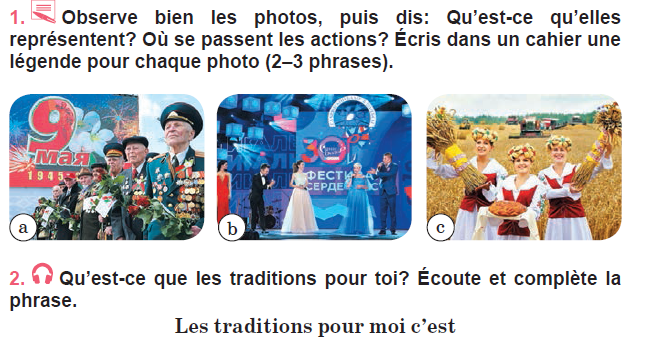 1. Observe bien les photos, puis dis: Qu’est-ce qu’elles
représentent? Où se passent les actions? Écris dans un cahier une
légende pour chaque photo (2–3 phrases).
9
мая
1945
30
ФЕСТИ
СЕРДЕ
a
b
c
2. Qu’est-ce que les traditions pour toi? Écoute et complète la
phrase.
Les traditions pour moi c’est